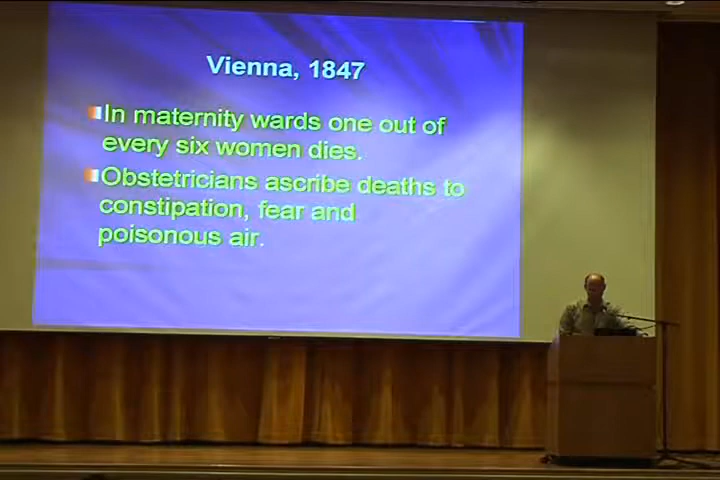 Vienna, 1847
In maternity wards one out of
every six women dies.
Obstetricians ascribe deaths to
constipation, fear and
poisonous air.